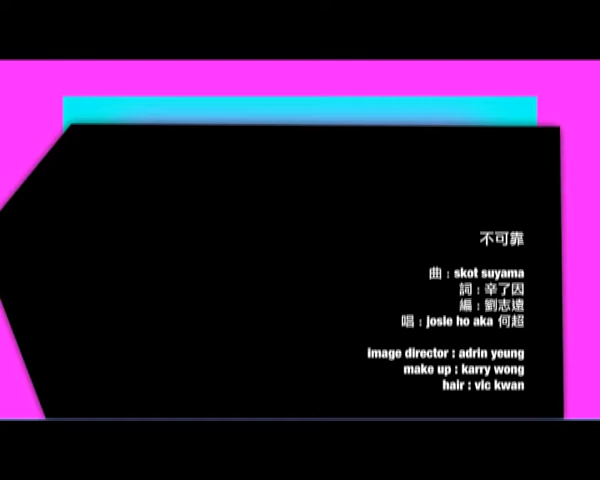 不可靠
曲 : skot suyama
詞 : 辛了因
編 : 劉志遠
唱 : josie ho aka 何超
image director : adrin yeung
make up : karry wong
hair : vic kwan